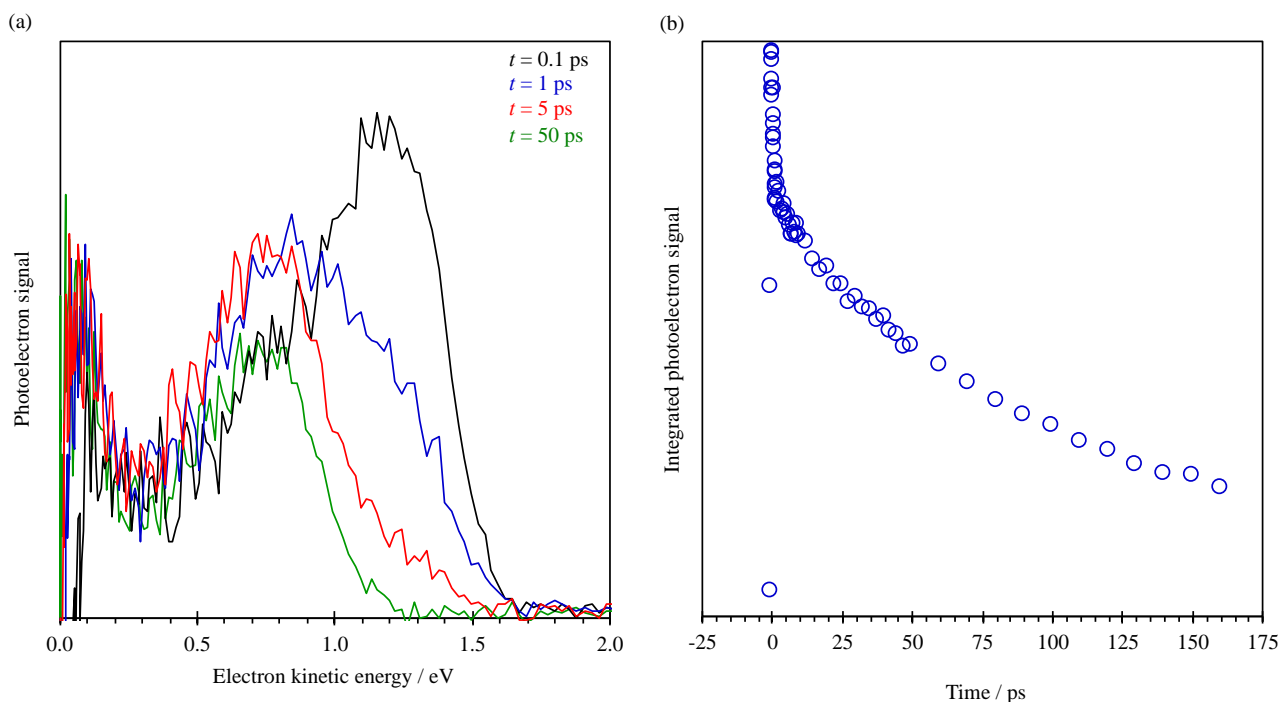 (a)
t = 0.1 ps
t = 1 ps
t = 5 ps
t = 50 ps
Photoelectron signal
0.0 0.5 1.0 1.5 2.0
Electron kinetic energy / eV
(b)
Integrated photoelectron signal
-25 0 25 50 75 100 125 150 175
Time / ps